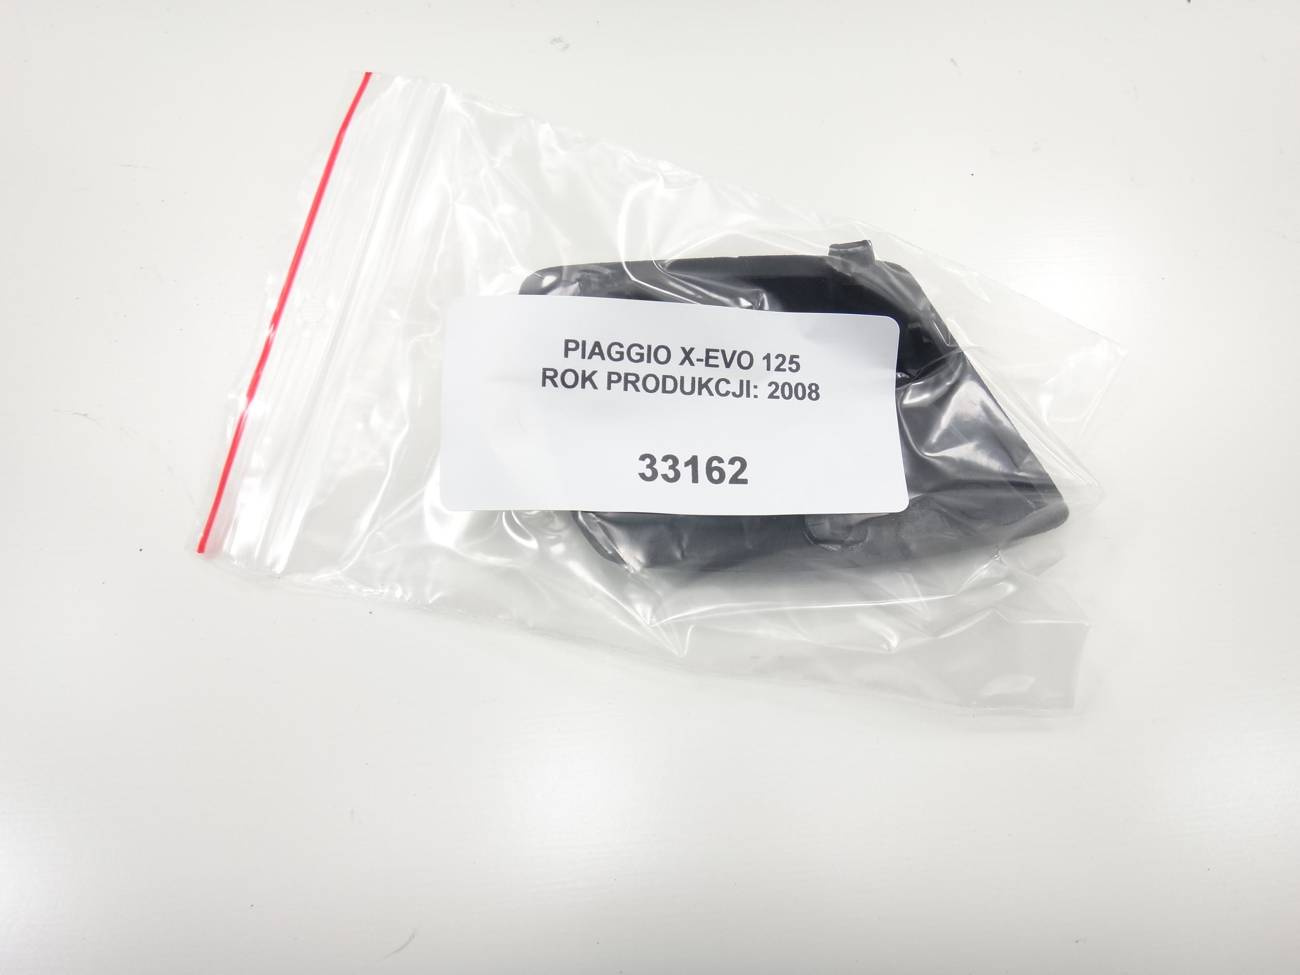 PIAGGIO X-EVO 125
ROK PRODUKCJI: 2008
33162